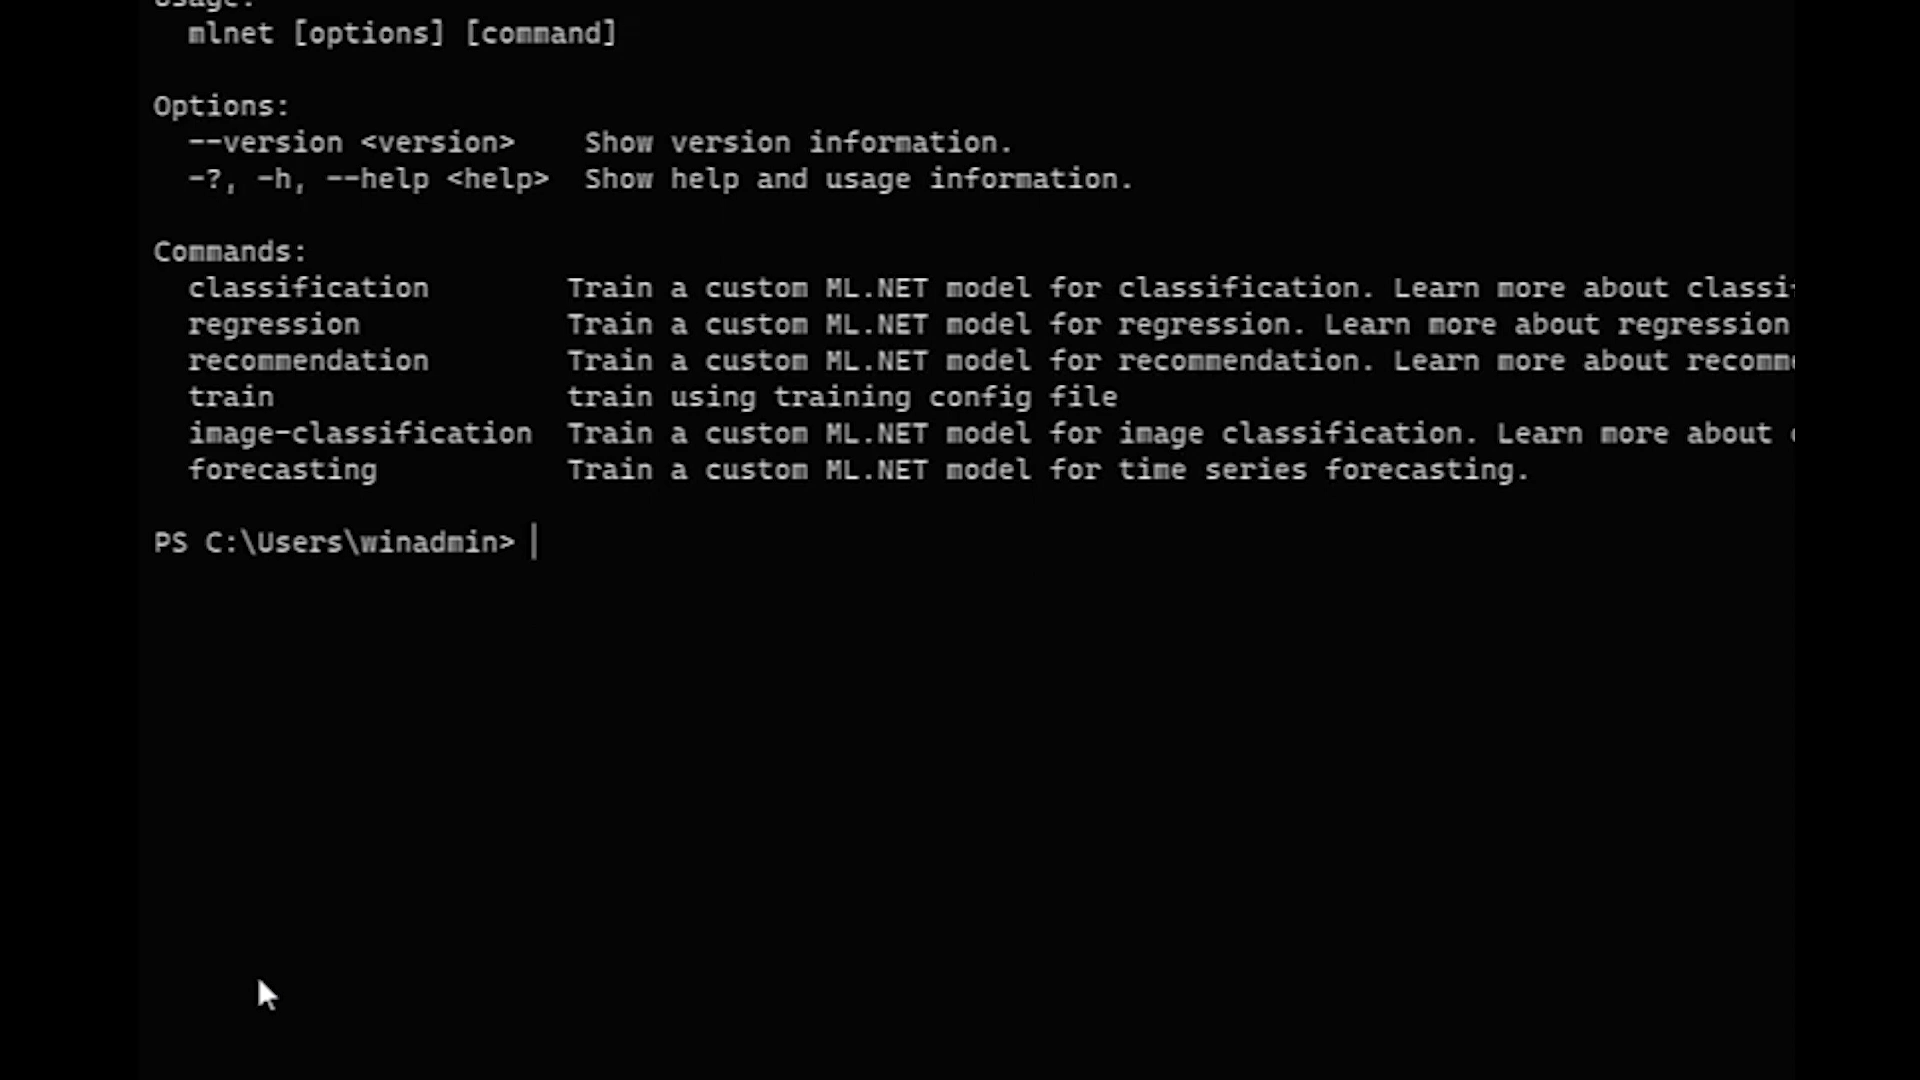 Usage:
mlnet [options] [command]
Options:
--version <version> Show version information.
-?, -h, --help <help> Show help and usage information.
Commands:
classification Train a custom ML.NET model for classification. Learn more about classi
regression Train a custom ML.NET model for regression. Learn more about regression
recommendation Train a custom ML.NET model for recommendation. Learn more about recomm
train train using training config file
image-classification Train a custom ML.NET model for image classification. Learn more about
forecasting Train a custom ML.NET model for time series forecasting.
PS C:\Users\winadmin>